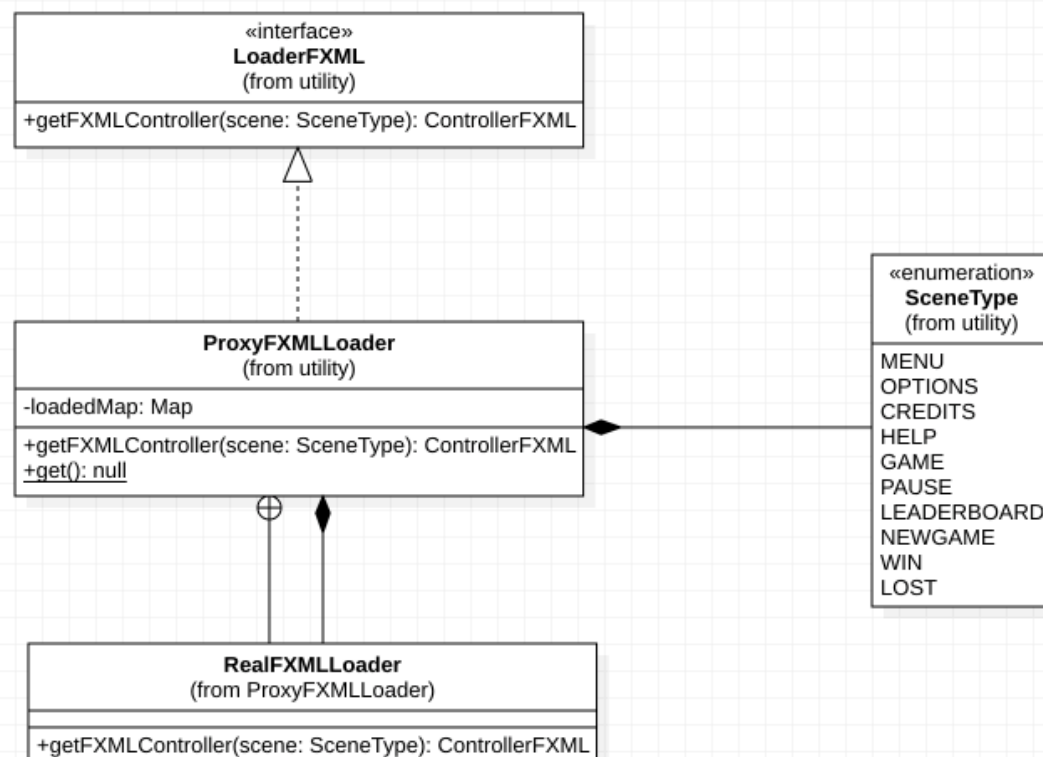 «interface»
LoaderFXML
(from utility)
+getFXMLController(scene: SceneType): ControllerFXML
«enumeration»
SceneType
(from utility)
MENU
OPTIONS
CREDITS
HELP
GAME
PAUSE
LEADERBOARD
NEWGAME
WIN
LOST
ProxyFXMLLoader
(from utility)
-loadedMap: Map
+getFXMLController(scene: SceneType): ControllerFXML
+get(): null
RealFXMLLoader
(from ProxyFXMLLoader)
+getFXMLController(scene: SceneType): ControllerFXML